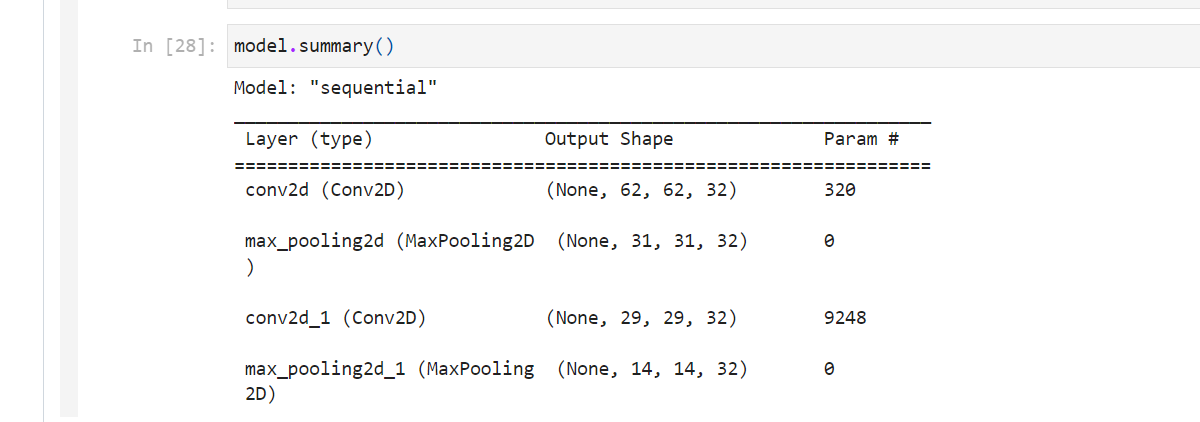 In [28]: model.summary()
Model: "sequential"
_________________________________________________________________
Layer (type) Output Shape Param #
=================================================================
conv2d (Conv2D) (None, 62, 62, 32) 320
max_pooling2d (MaxPooling2D (None, 31, 31, 32) 0
)
conv2d_1 (Conv2D) (None, 29, 29, 32) 9248
max_pooling2d_1 (MaxPooling (None, 14, 14, 32) 0
2D)